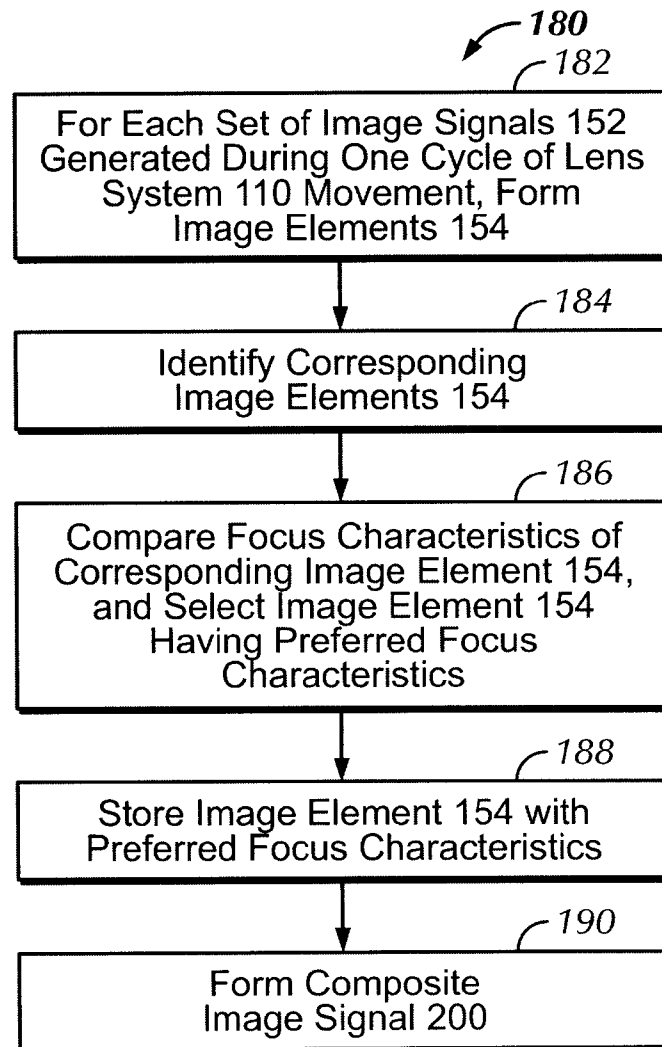 180
182
For Each Set of Image Signals 152
Generated During One Cycle of Lens
System 110 Movement, Form
Image Elements 154
184
Identify Corresponding
Image Elements 154
186
Compare Focus Characteristics of
Corresponding Image Element 154,
and Select Image Element 154
Having Preferred Focus
Characteristics
188
Store Image Element 154 with
Preferred Focus Characteristics
190
Form Composite
Image Signal 200